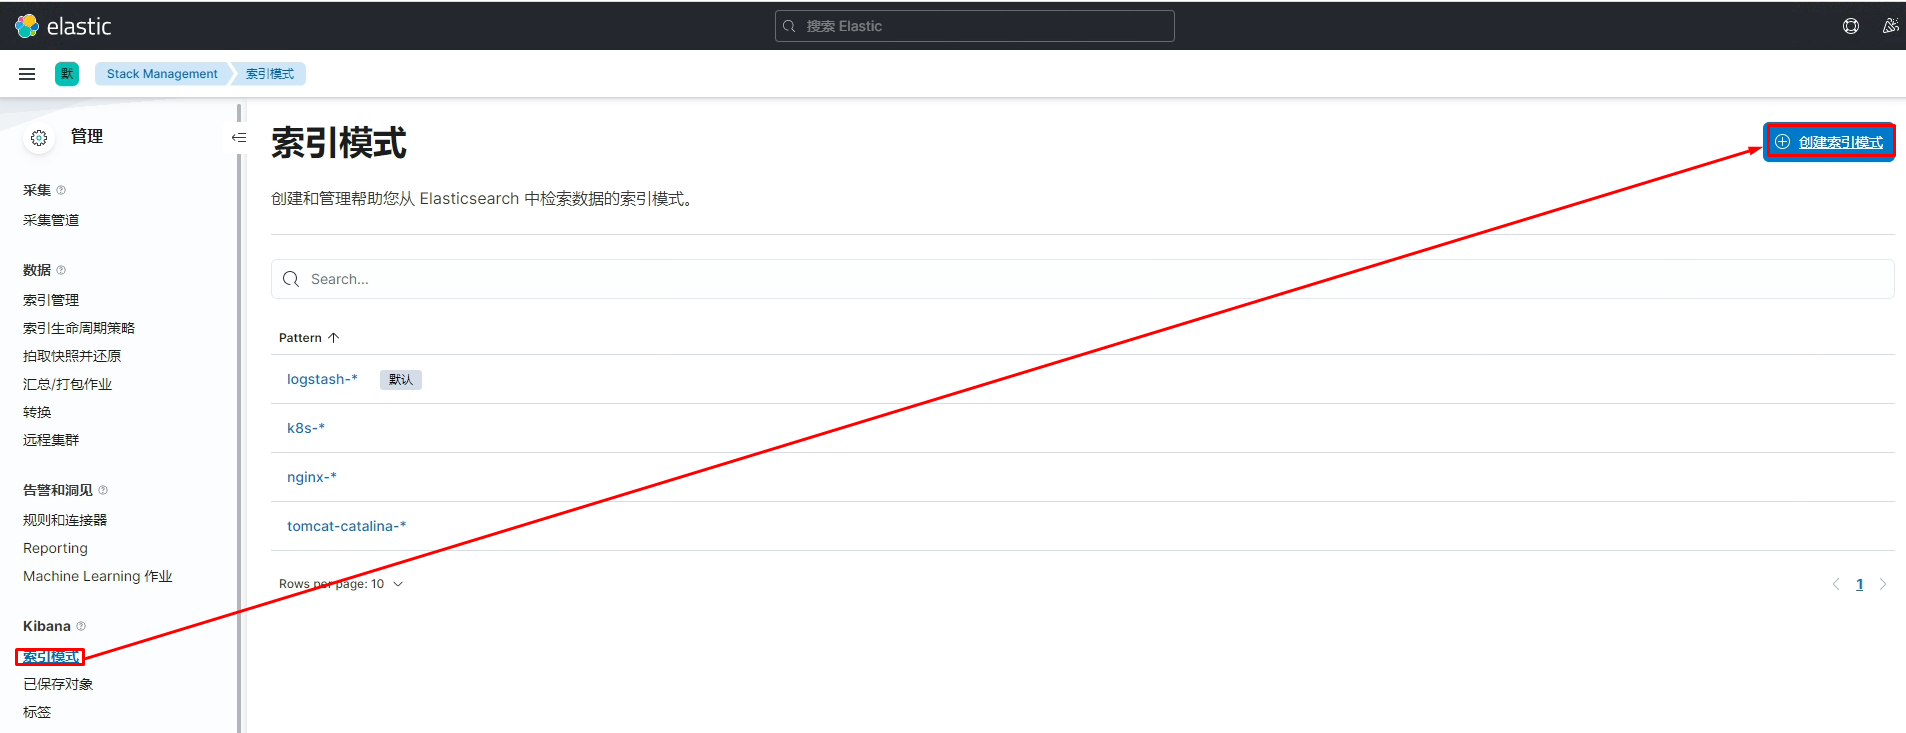 elastic
搜索 Elastic
默
Stack Management
索引模式
管理
采集
采集管道
数据
索引管理
索引生命周期策略
拍取快照并还原
汇总/打包作业
转换
远程集群
告警和洞见
规则和连接器
Reporting
Machine Learning 作业
Kibana
索引模式
已保存对象
标签
索引模式
创建索引模式
创建和管理帮助您从 Elasticsearch 中检索数据的索引模式。
Search...
Pattern
logstash-* 默认
k8s-*
nginx-*
tomcat-catalina-*
Rows per page: 10
1